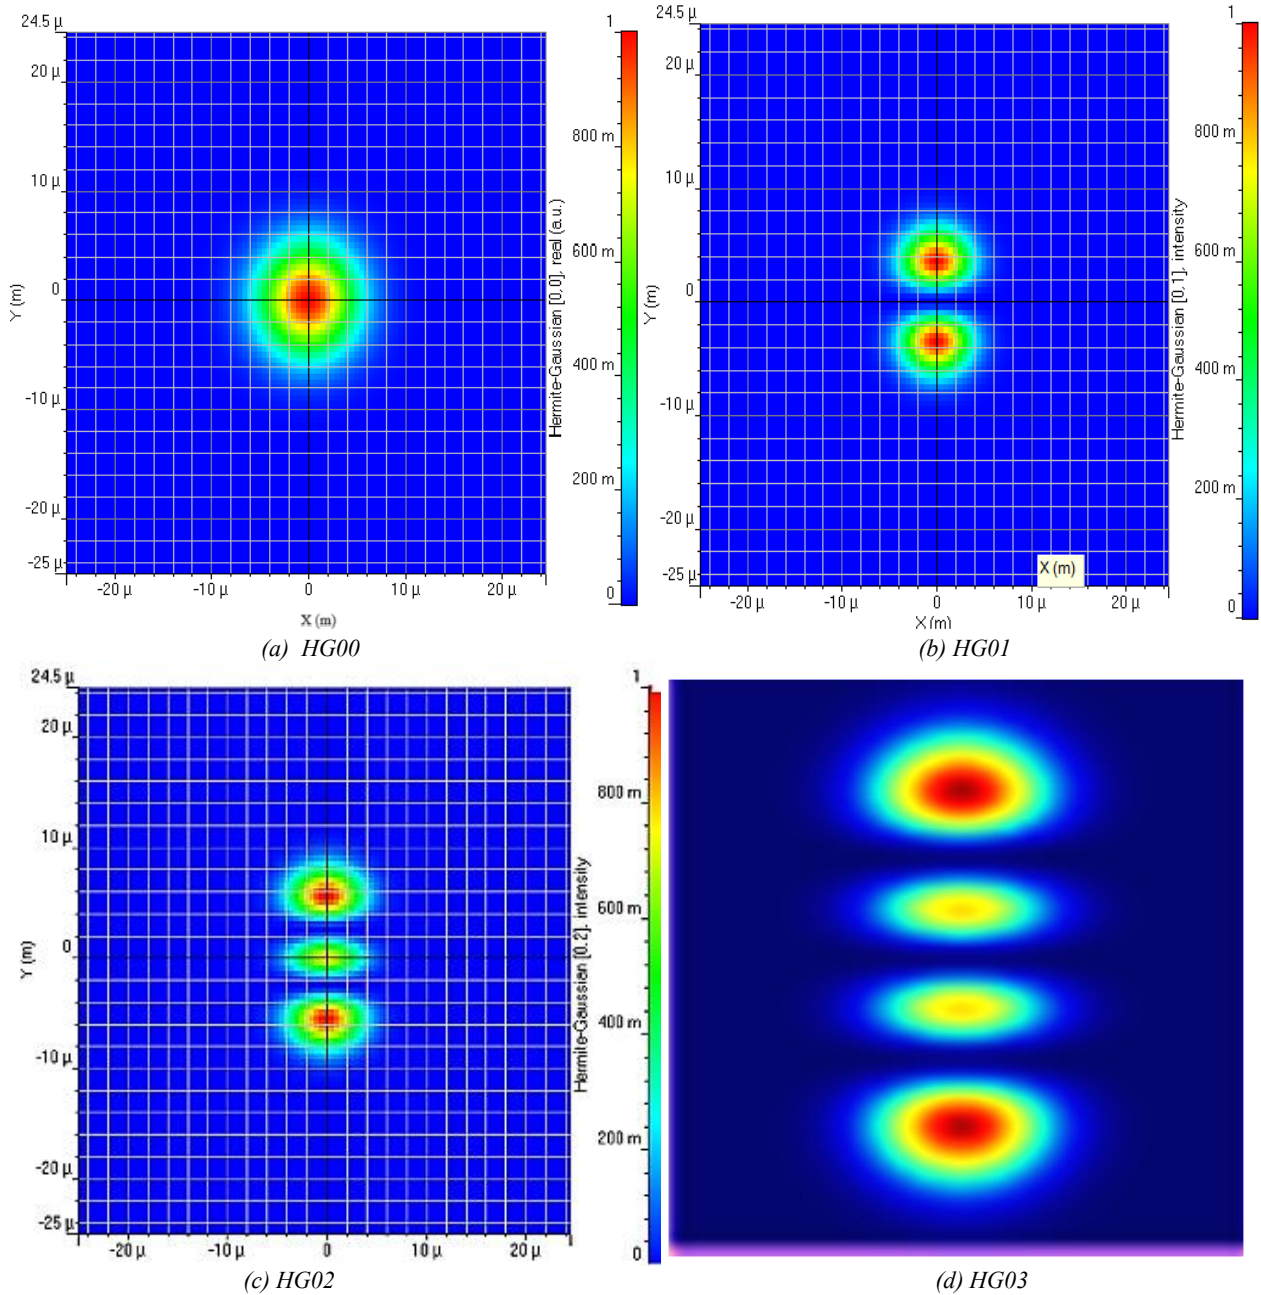 24.5 µ
20 µ
10 µ
0
-10 µ
-20 µ
-25 µ
Y (m)
-20 µ -10 µ 0 10 µ 20 µ
X (m)
1
800 m
600 m
400 m
200 m
0
Hermite-Gaussian [0,0], real (a.u.)
(a) HG00
24.5 µ
20 µ
10 µ
0
-10 µ
-20 µ
-25 µ
Y (m)
X (m)
-20 µ -10 µ 0 10 µ 20 µ
X (m)
1
800 m
600 m
400 m
200 m
0
Hermite-Gaussian [0,1], intensity
(b) HG01
24.5 µ
20 µ
10 µ
0
-10 µ
-20 µ
-25 µ
Y (m)
-20 µ -10 µ 0 10 µ 20 µ
1
800 m
600 m
400 m
200 m
0
Hermite-Gaussian [0,2], intensity
(c) HG02
(d) HG03